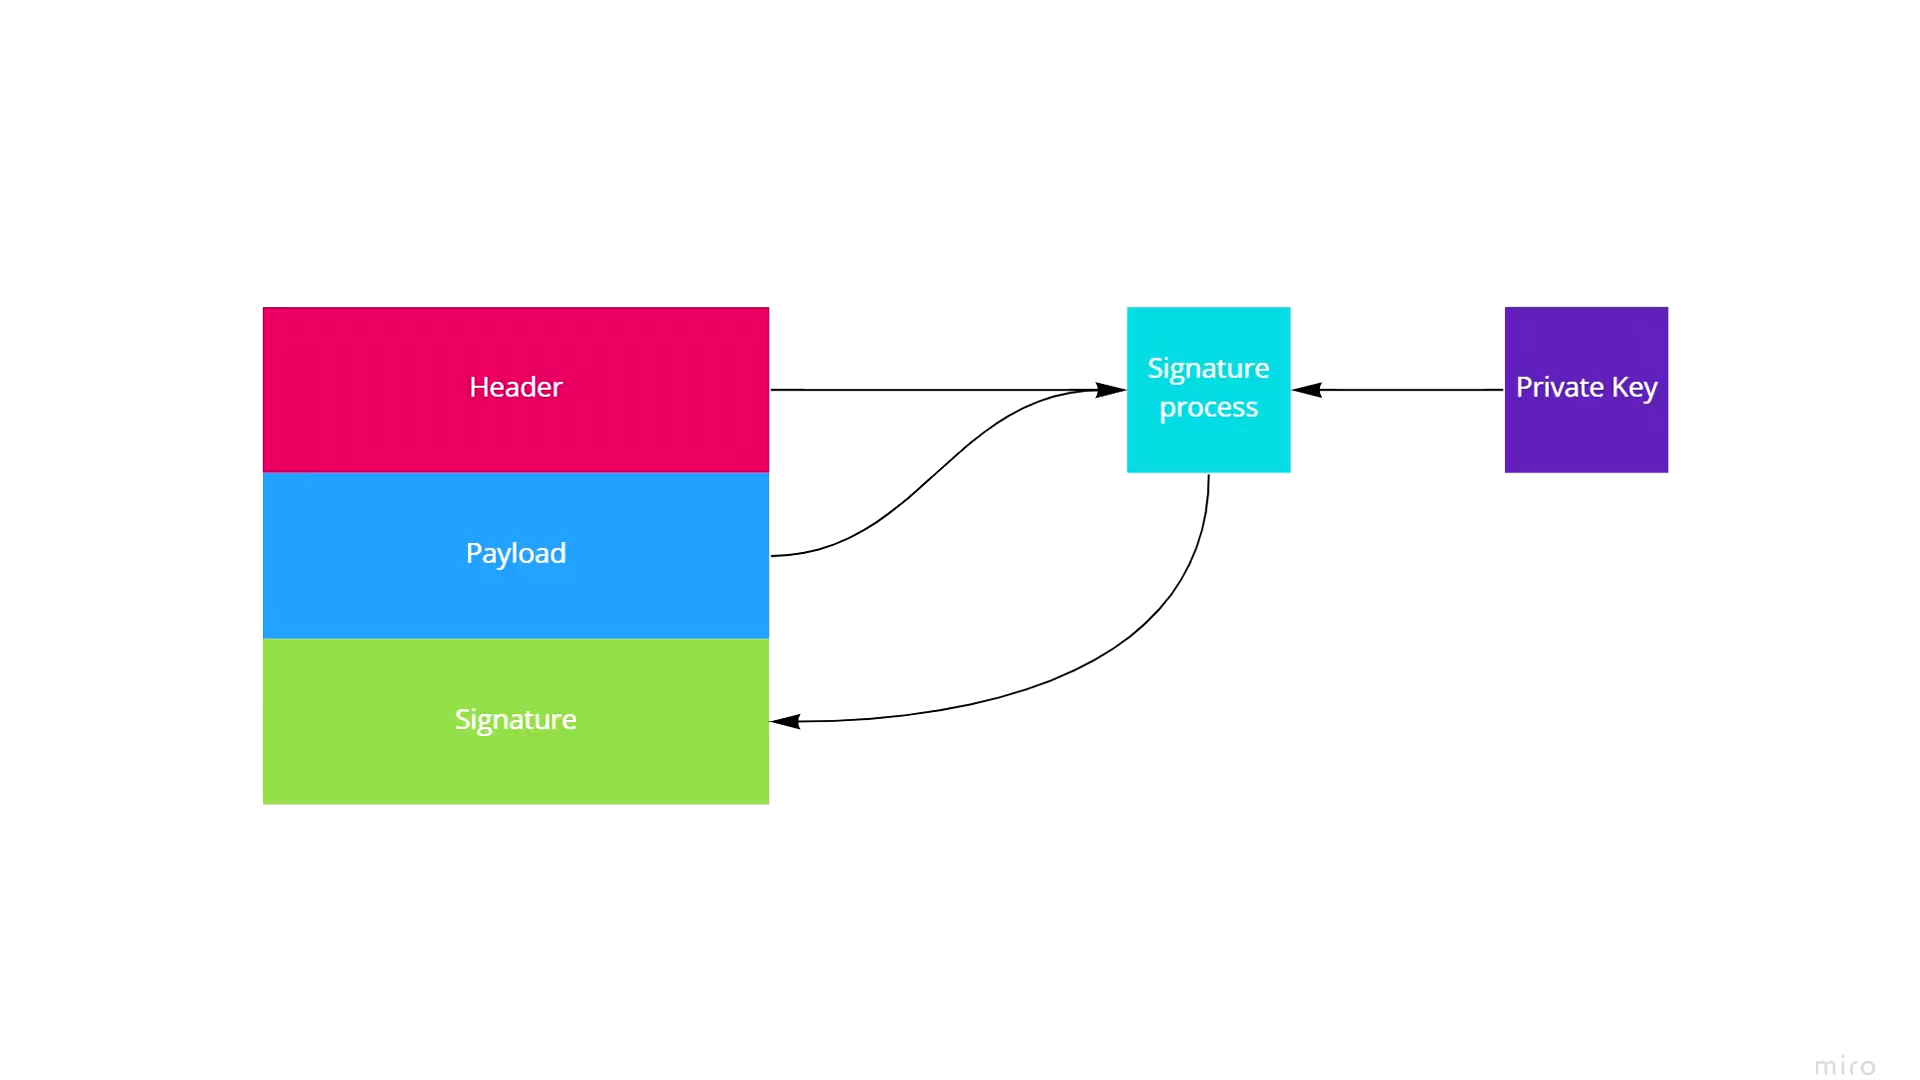 Header
Payload
Signature
Signature
process
Private Key
miro